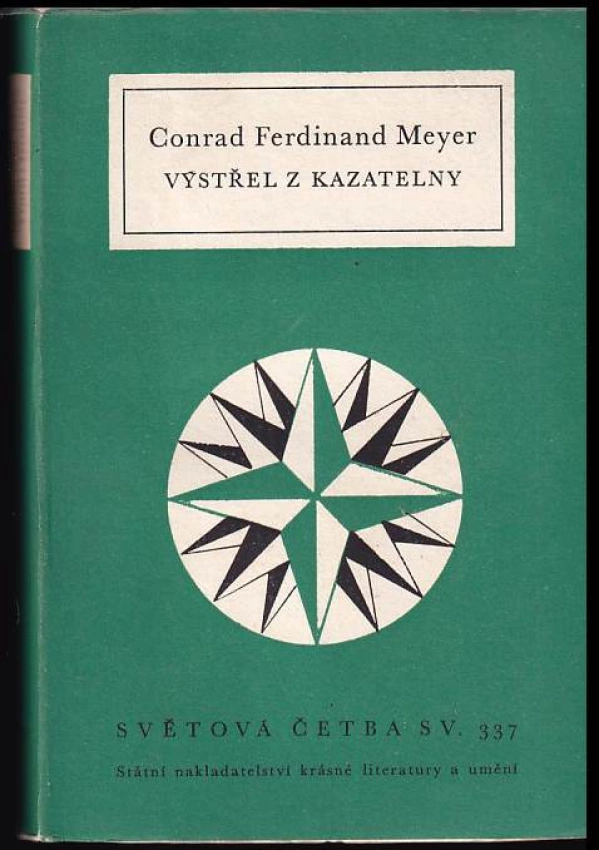 Conrad Ferdinand Meyer
VÝSTŘEL Z KAZATELNY
SVĚTOVÁ ČETBA SV. 337
Státní nakladatelství krásné literatury a umění